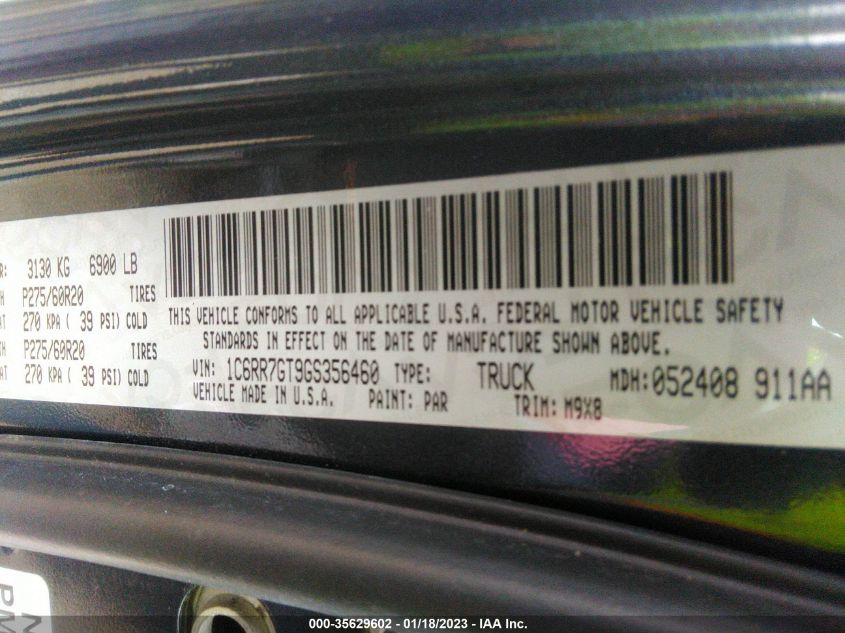 R: 3130 KG 6900 LB
H P275/60R20 TIRES
AT 270 KPA ( 39 PSI) COLD
TH P275/60R20 TIRES
AT 270 KPA ( 39 PSI) COLD
THIS VEHICLE CONFORMS TO ALL APPLICABLE U.S.A. FEDERAL MOTOR VEHICLE SAFETY
STANDARDS IN EFFECT ON THE DATE OF MANUFACTURE SHOWN ABOVE.
VIN: 1C6RR7GT9GS356460 TYPE: TRUCK MDH:052408 911AA
VEHICLE MADE IN U.S.A. PAINT: PAR TRIM: M9X8
000-35629602 - 01/18/2023 - IAA Inc.